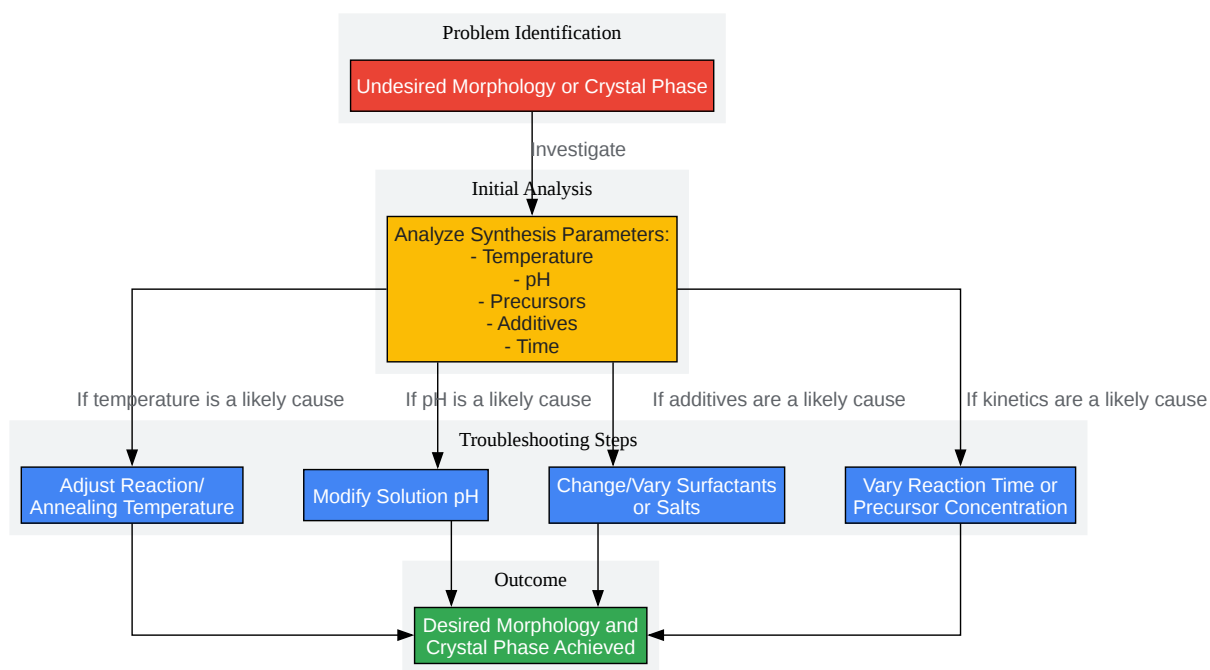 Problem Identification
Undesired Morphology or Crystal Phase
Investigate
Initial Analysis
Analyze Synthesis Parameters:
- Temperature
- pH
- Precursors
- Additives
- Time
If temperature is a likely cause
If pH is a likely cause
If additives are a likely cause
If kinetics are a likely cause
Troubleshooting Steps
Adjust Reaction/
Annealing Temperature
Modify Solution pH
Change/Vary Surfactants
or Salts
Vary Reaction Time or
Precursor Concentration
Outcome
Desired Morphology and
Crystal Phase Achieved